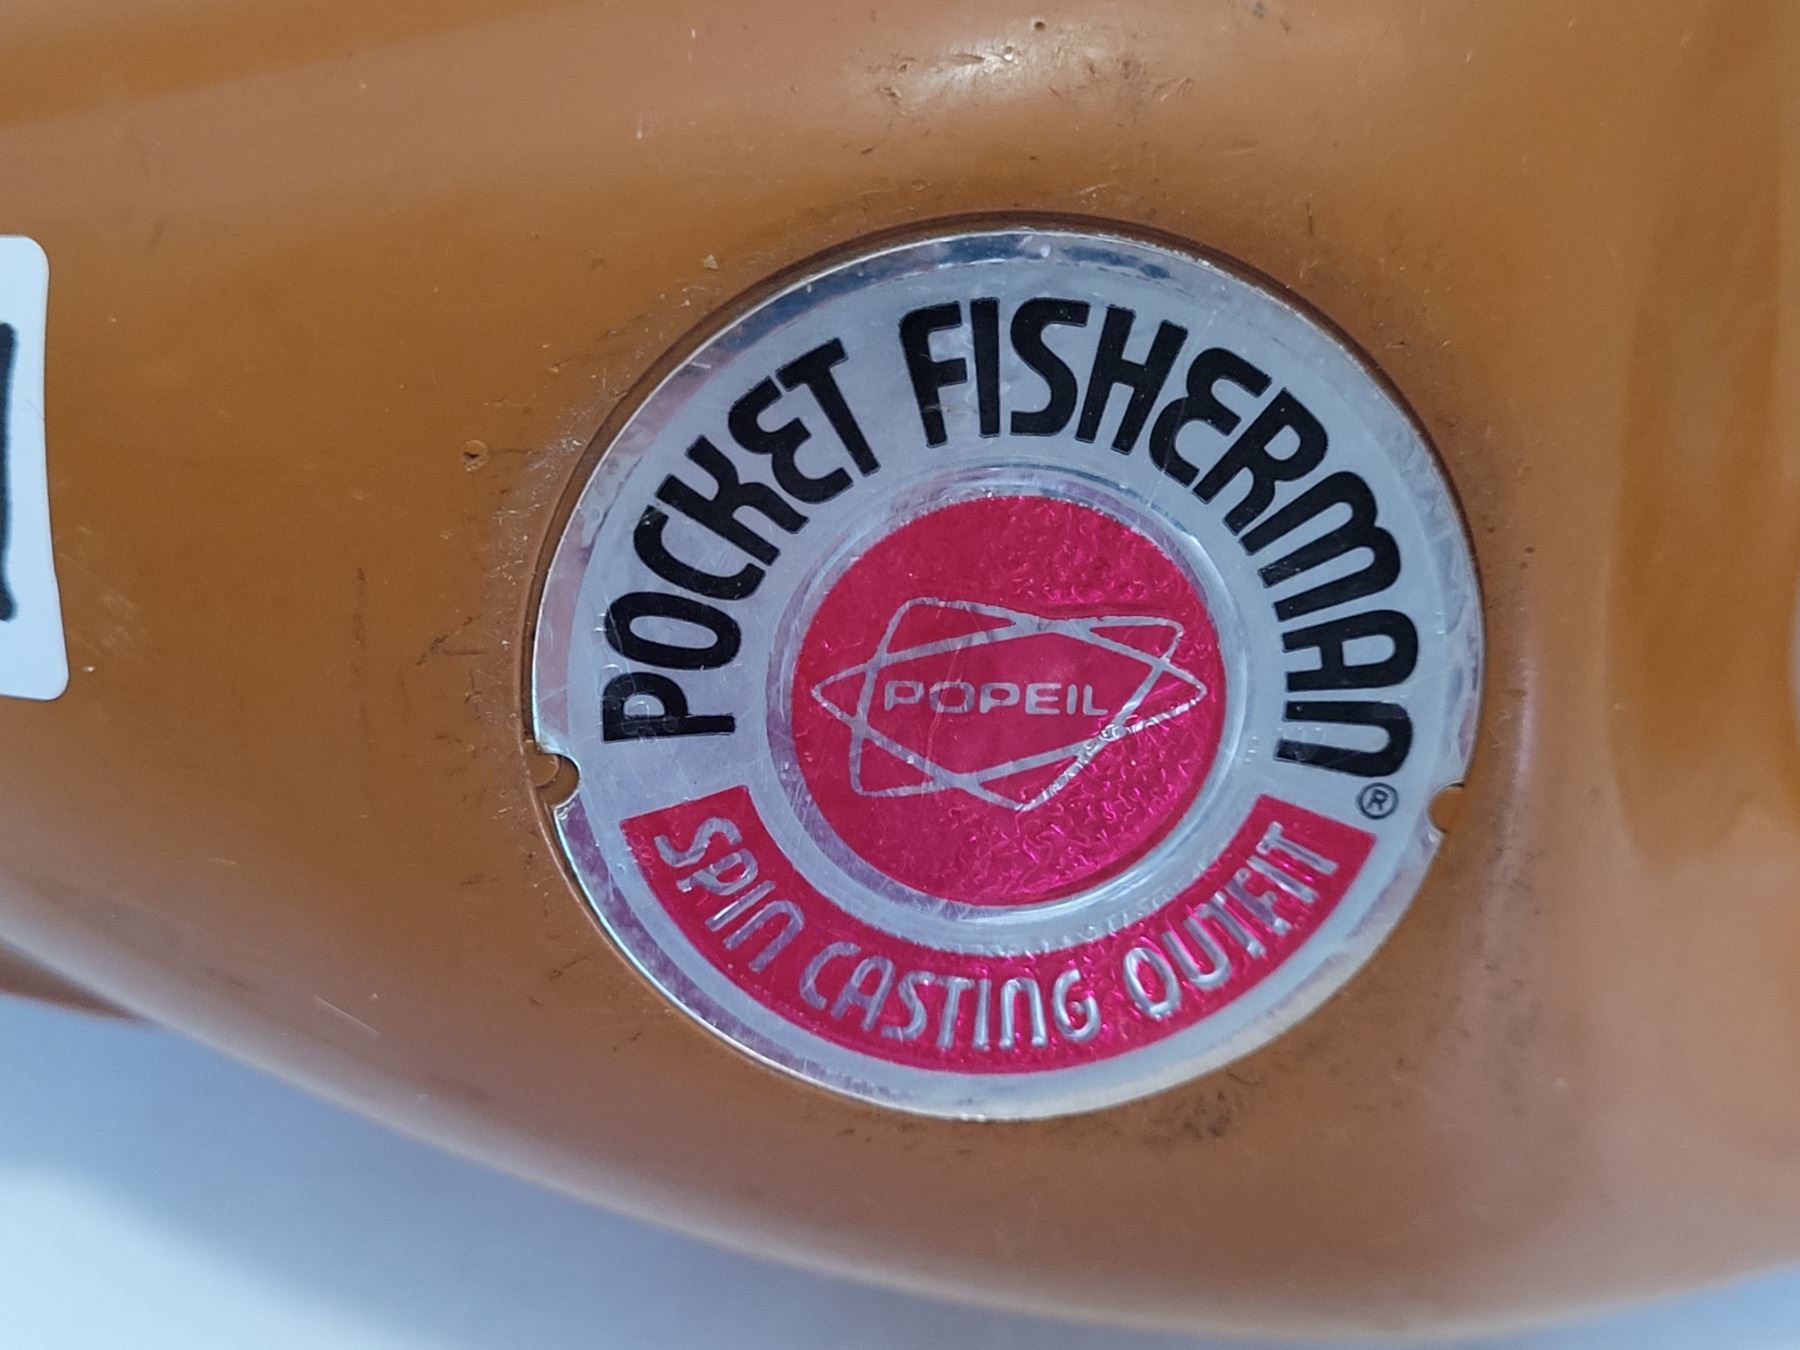 POCKET FISHERMAN®
POPEIL
SPIN CASTING OUTFIT